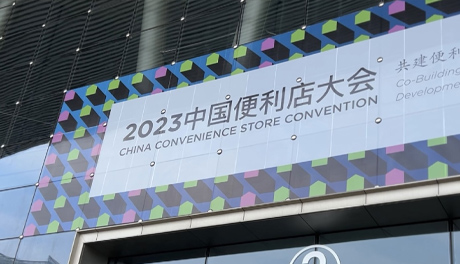 2023中国便利店大会
CHINA CONVENIENCE STORE CONVENTION
共建便利
Co-Building
Developme
2